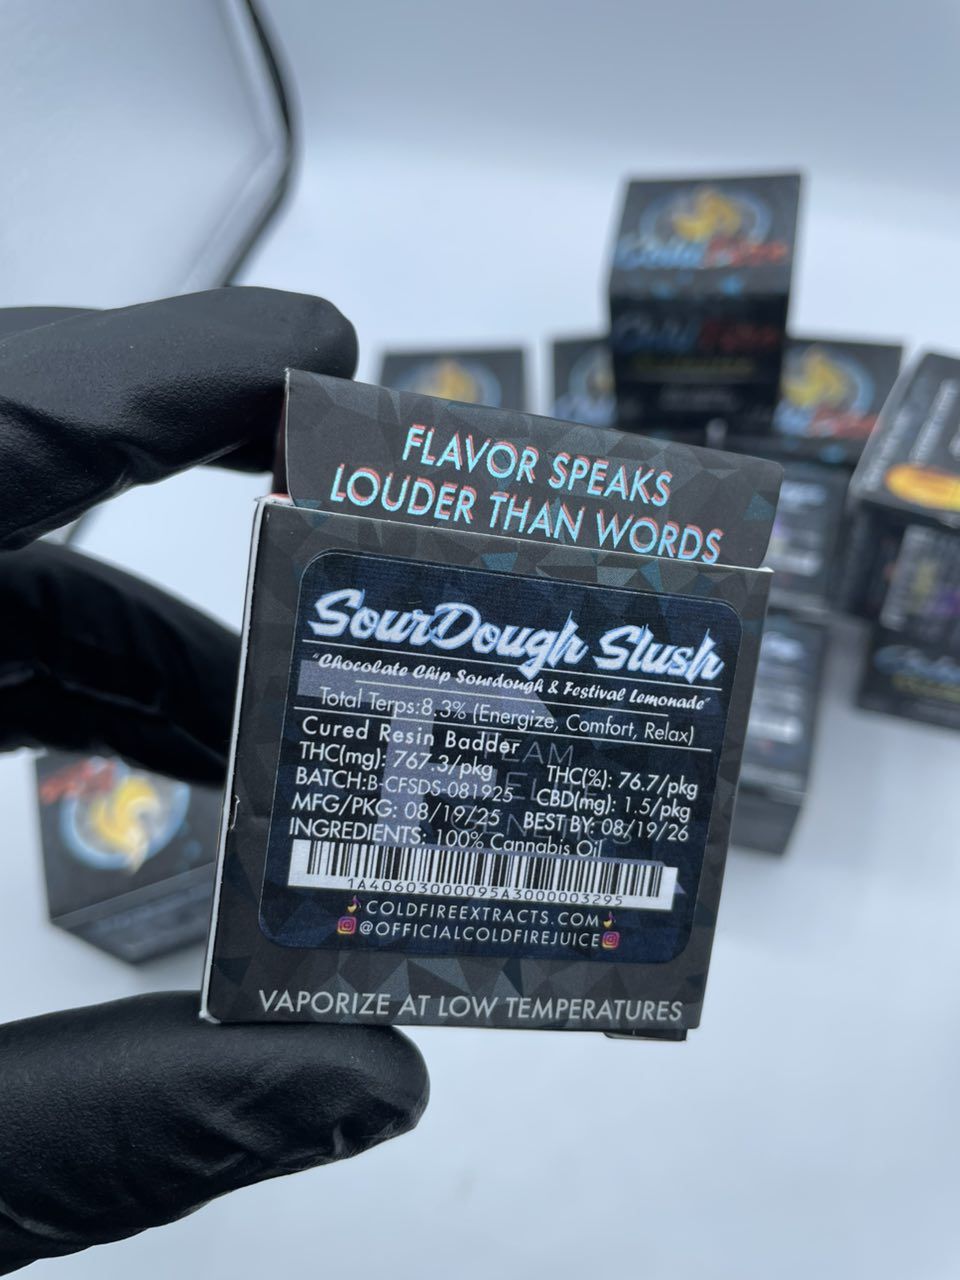 FLAVOR SPEAKS
LOUDER THAN WORDS
SourDough Slush
"Chocolate Chip Sourdough & Festival Lemonade"
Total Terps:8.3% (Energize, Comfort, Relax)
Cured Resin Badder
THC(mg): 767.3/pkg THC(%): 76.7/pkg
BATCH:B-CFSDS-081925 CBD(mg): 1.5/pkg
MFG/PKG: 08/19/25 BEST BY: 08/19/26
INGREDIENTS: 100% Cannabis Oil
1A4060300009 5A3000003295
COLDFIREEXTRACTS.COM
@OFFICIALCOLDFIREJUICE
VAPORIZE AT LOW TEMPERATURES